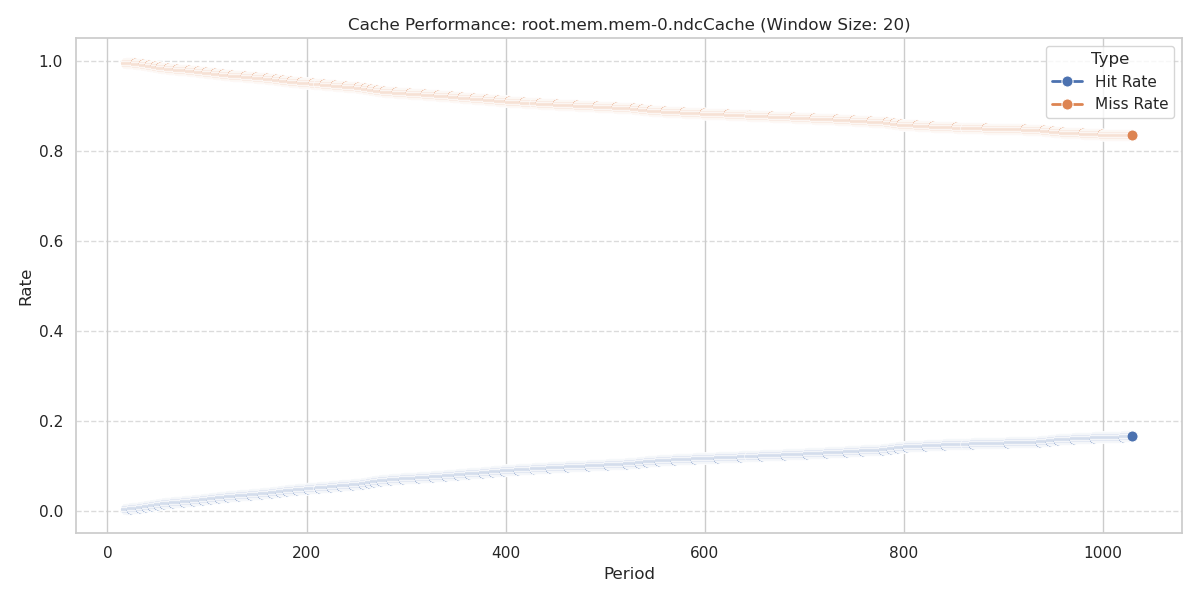 Cache Performance: root.mem.mem-0.ndcCache (Window Size: 20)
Type
Hit Rate
Miss Rate
1.0
0.8
0.6
0.4
0.2
0.0
Rate
0
200
400
600
800
1000
Period